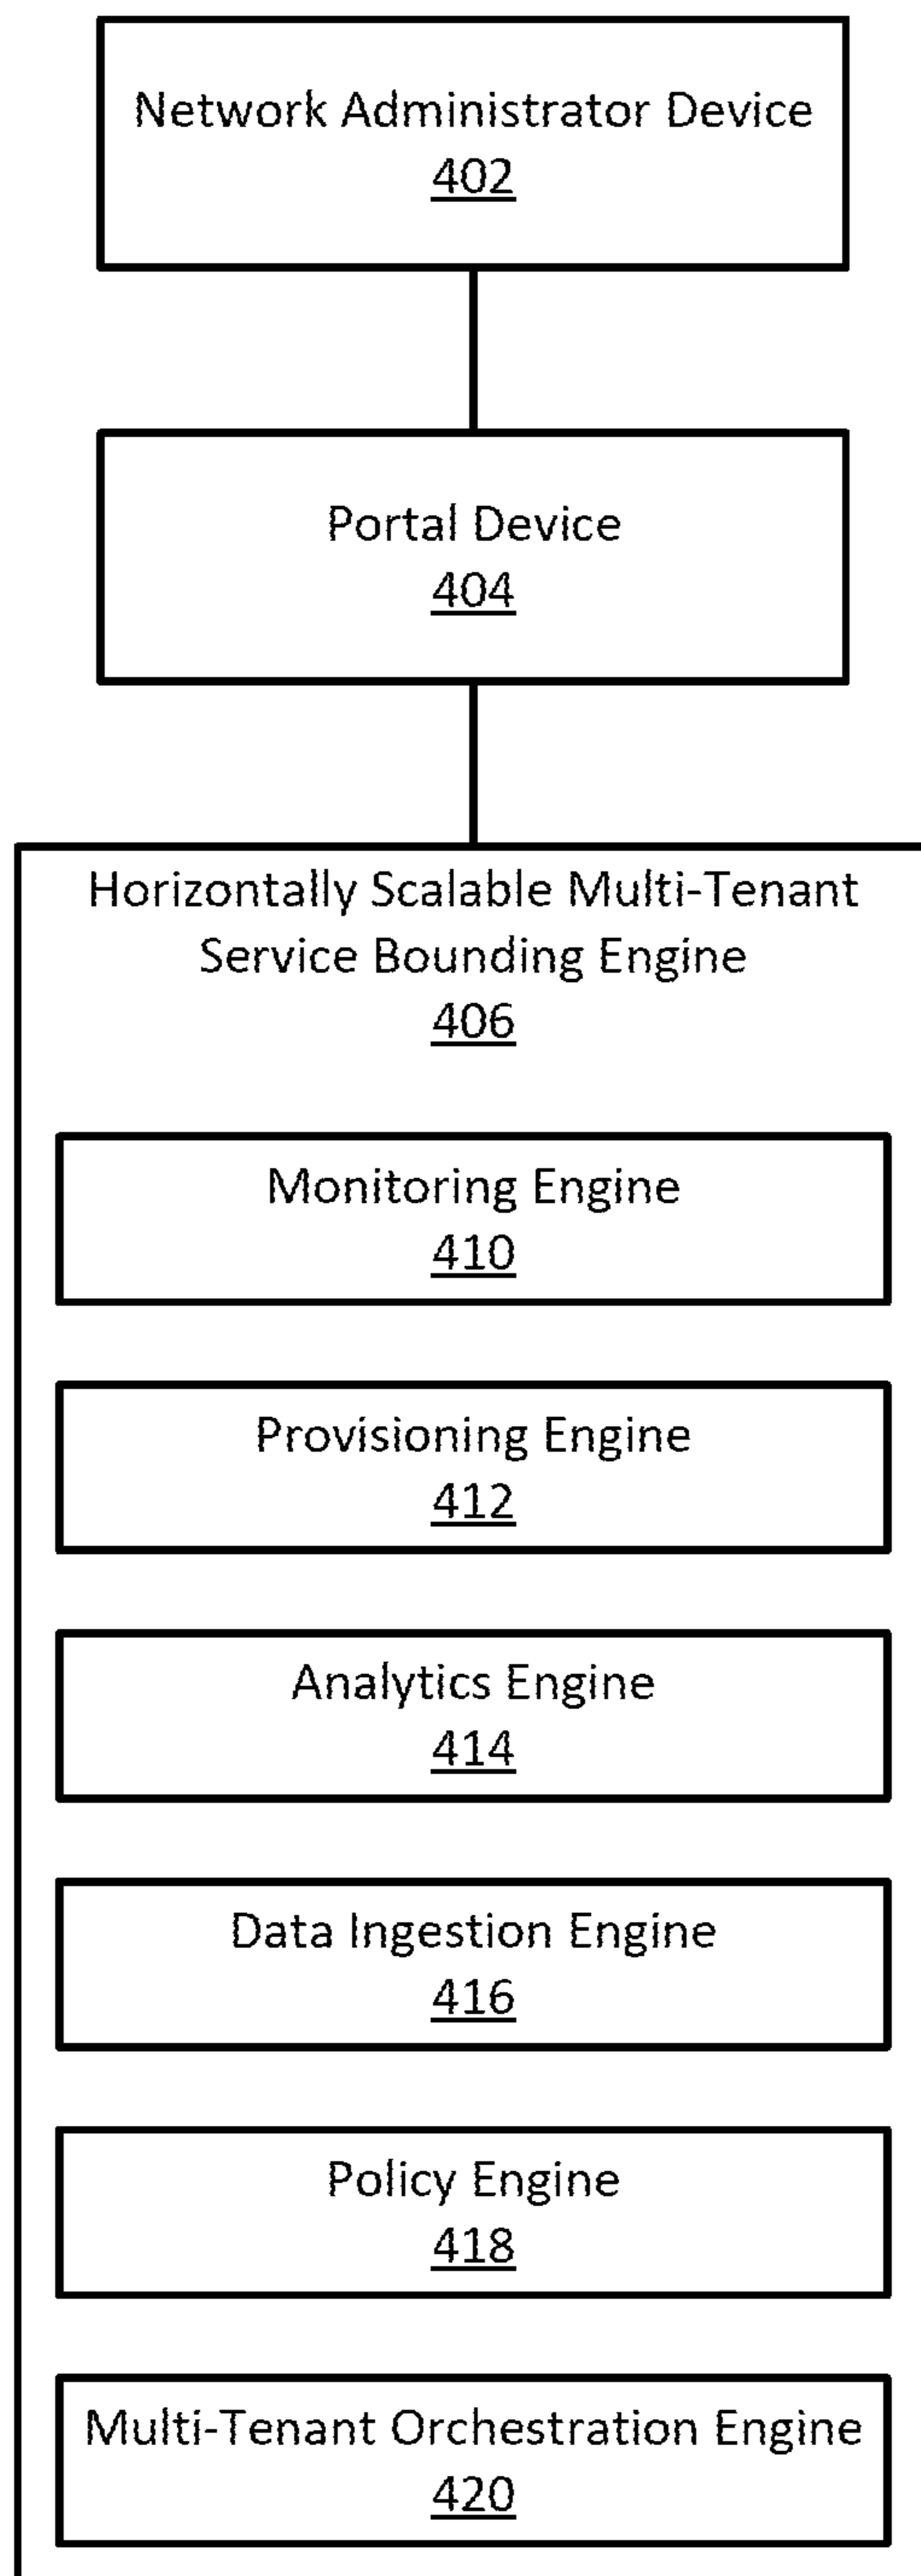 Network Administrator Device
402
Portal Device
404
Horizontally Scalable Multi-Tenant
Service Bounding Engine
406
Monitoring Engine
410
Provisioning Engine
412
Analytics Engine
414
Data Ingestion Engine
416
Policy Engine
418
Multi-Tenant Orchestration Engine
420